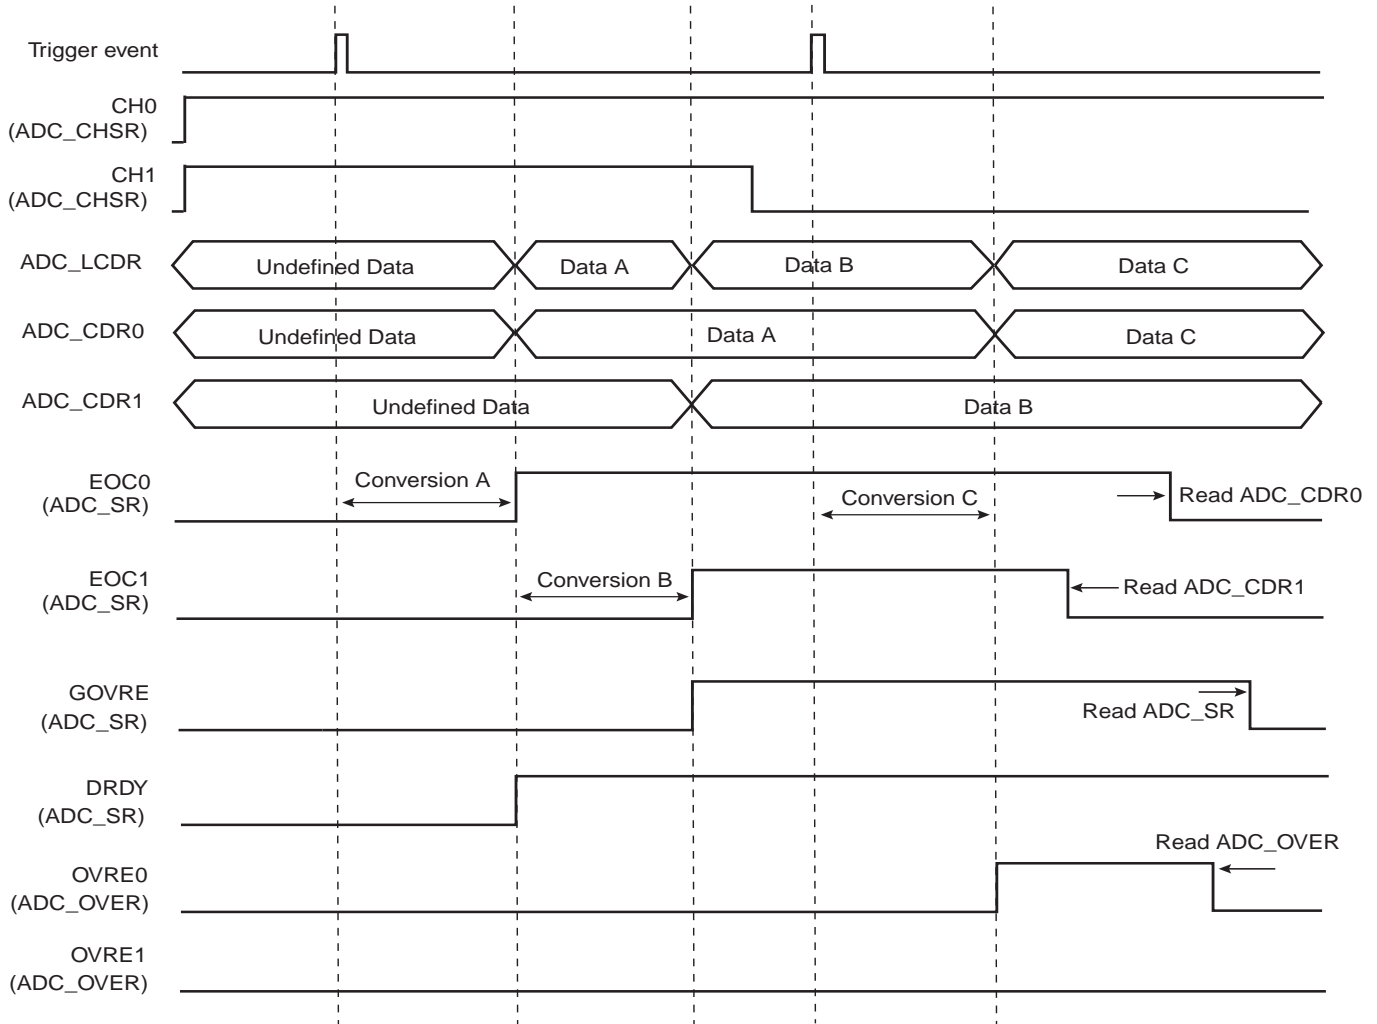 Trigger event
CH0
(ADC_CHSR)
CH1
(ADC_CHSR)
ADC_LCDR
Undefined Data
Data A
Data B
Data C
ADC_CDR0
Undefined Data
Data A
Data C
ADC_CDR1
Undefined Data
Data B
EOC0
(ADC_SR)
Conversion A
Conversion C
Read ADC_CDR0
EOC1
(ADC_SR)
Conversion B
Read ADC_CDR1
GOVRE
(ADC_SR)
Read ADC_SR
DRDY
(ADC_SR)
Read ADC_OVER
OVRE0
(ADC_OVER)
OVRE1
(ADC_OVER)